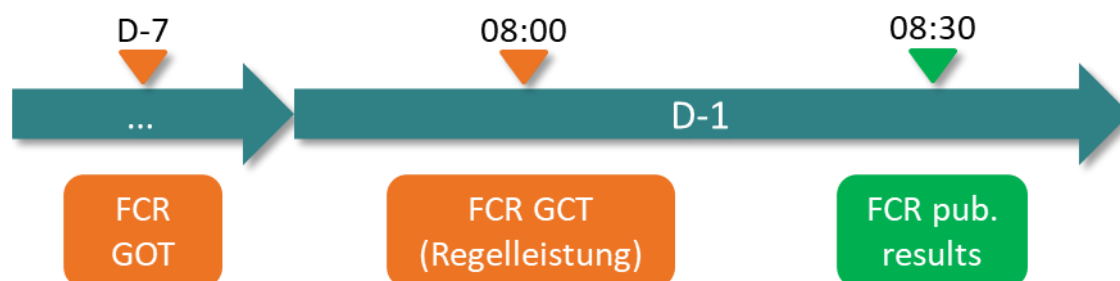 D-7
08:00
08:30
...
D-1
FCR
GOT
FCR GCT
(Regelleistung)
FCR pub.
results